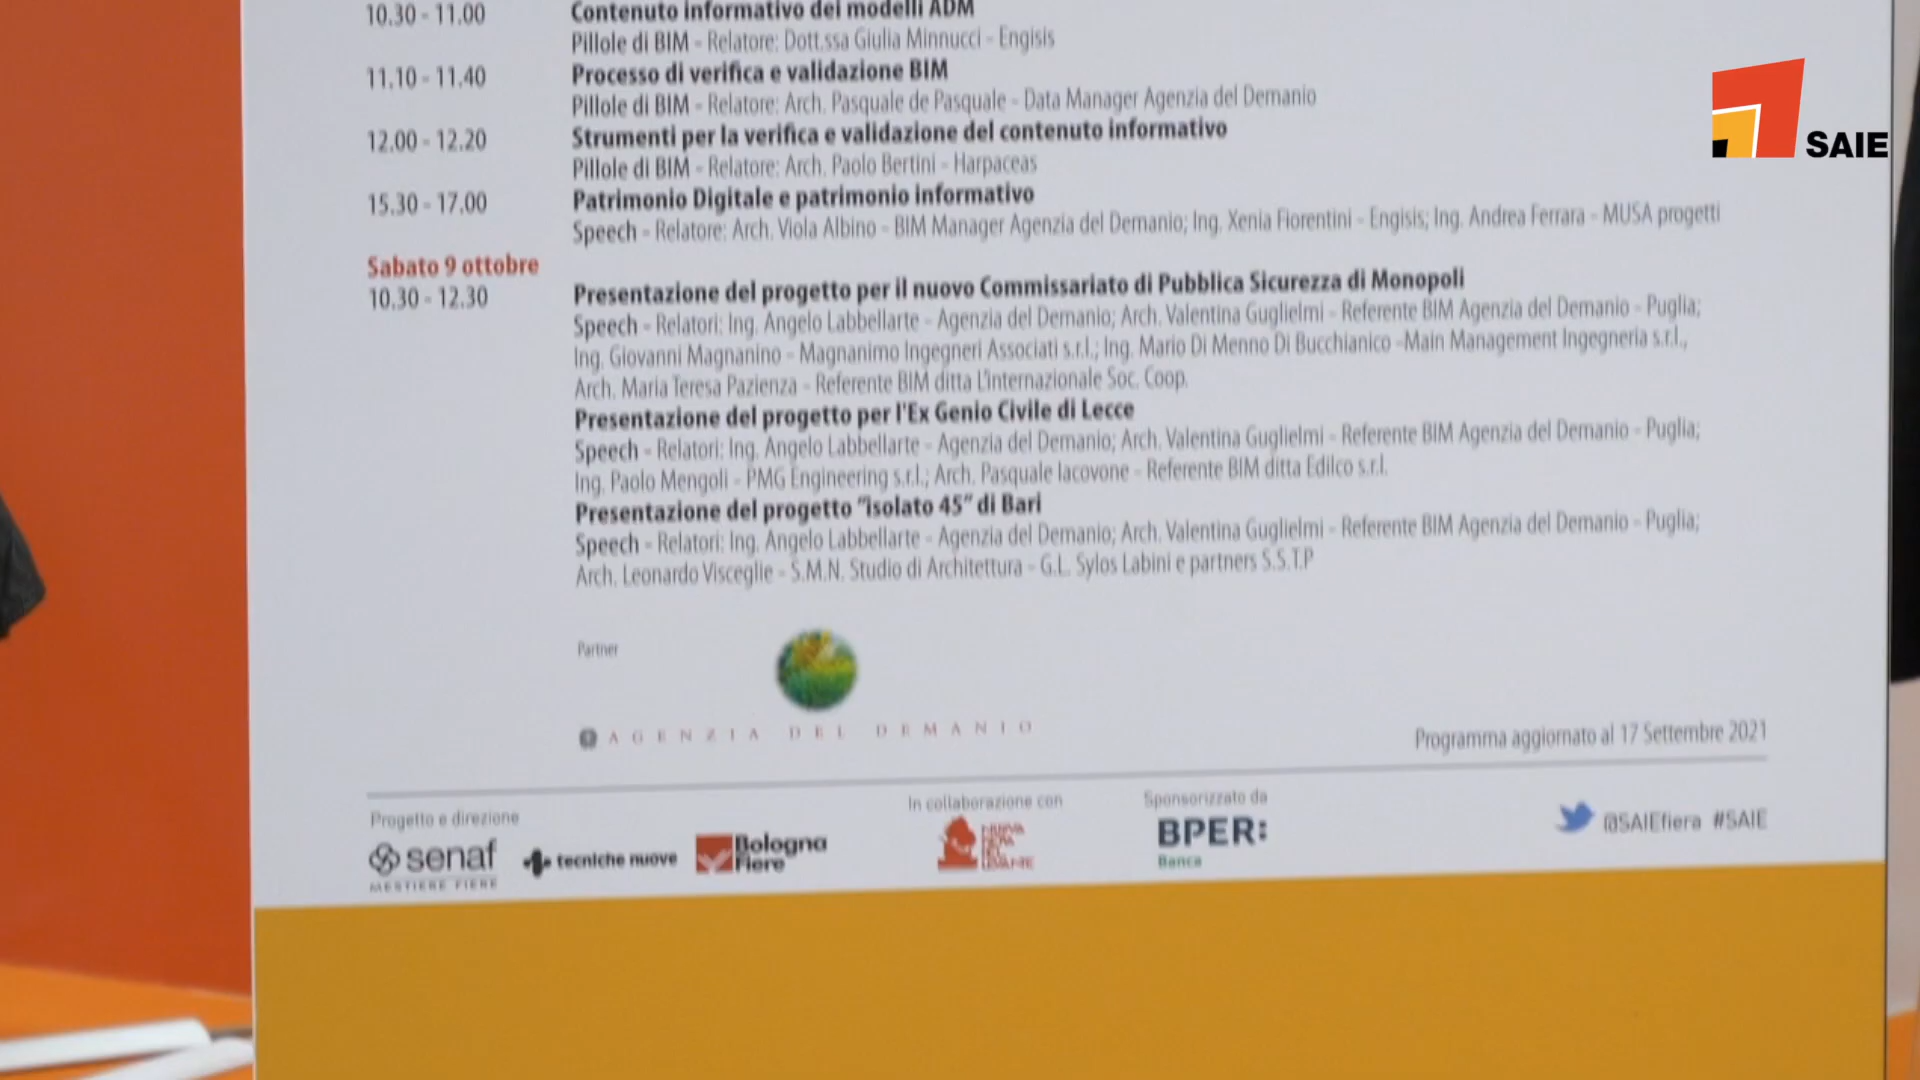 10.30 - 11.00 Contenuto informativo dei modelli ADM
Pillole di BIM - Relatore: Dott.ssa Giulia Minnucci - Engisis
11.10 - 11.40 Processo di verifica e validazione BIM
Pillole di BIM - Relatore: Arch. Pasquale de Pasquale - Data Manager Agenzia del Demanio
12.00 - 12.20 Strumenti per la verifica e validazione del contenuto informativo
Pillole di BIM - Relatore: Arch. Paolo Bertini - Harpaceas
15.30 - 17.00 Patrimonio Digitale e patrimonio informativo
Speech - Relatore: Arch. Viola Albino - BIM Manager Agenzia del Demanio; Ing. Xenia Fiorentini - Engisis; Ing. Andrea Ferrara - MUSA progetti
Sabato 9 ottobre
10.30 - 12.30 Presentazione del progetto per il nuovo Commissariato di Pubblica Sicurezza di Monopoli
Speech - Relatori: Ing. Angelo Labbellarte - Agenzia del Demanio; Arch. Valentina Guglielmi - Referente BIM Agenzia del Demanio - Puglia;
Ing. Giovanni Magnanino - Magnanimo Ingegneri Associati s.r.l.; Ing. Mario Di Menno Di Bucchianico -Main Management Ingegneria s.r.l.,
Arch. Maria Teresa Pazienza - Referente BIM ditta L'internazionale Soc. Coop.
Presentazione del progetto per l'Ex Genio Civile di Lecce
Speech - Relatori: Ing. Angelo Labbellarte - Agenzia del Demanio; Arch. Valentina Guglielmi - Referente BIM Agenzia del Demanio - Puglia;
Ing. Paolo Mengoli - PMG Engineering s.r.l.; Arch. Pasquale Iacovone - Referente BIM ditta Edilco s.r.l.
Presentazione del progetto "isolato 45" di Bari
Speech - Relatori: Ing. Angelo Labbellarte - Agenzia del Demanio; Arch. Valentina Guglielmi - Referente BIM Agenzia del Demanio - Puglia;
Arch. Leonardo Visceglie - S.M.N. Studio di Architettura - G.L. Sylos Labini e partners S.S.T.P
Partner
AGENZIA DEL DEMANIO
Programma aggiornato al 17 Settembre 2021
Progetto e direzione
senaf
MESTIERE FIERE
tecniche nuove
Bologna
Fiere
In collaborazione con
NUOVA
FIERA
DEL
LEVANTE
Sponsorizzato da
BPER:
Banca
@SAIEfiera #SAIE
SAIE